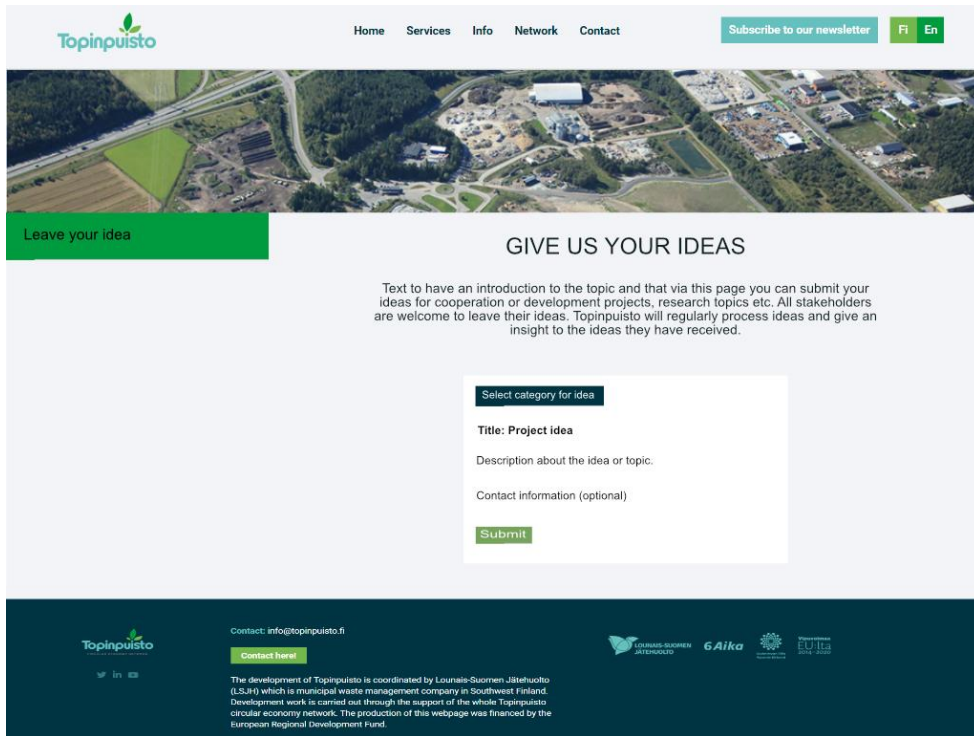 Topinpuisto
Home Services Info Network Contact
Subscribe to our newsletter
Fi En
Leave your idea
GIVE US YOUR IDEAS
Text to have an introduction to the topic and that via this page you can submit your
ideas for cooperation or development projects, research topics etc. All stakeholders
are welcome to leave their ideas. Topinpuisto will regularly process ideas and give an
insight to the ideas they have received.
Select category for idea
Title: Project idea
Description about the idea or topic.
Contact information (optional)
Submit
Topinpuisto
Contact: info@topinpuisto.fi
Contact here!
The development of Topinpuisto is coordinated by Lounais-Suomen Jätehuolto
(LSJH) which is municipal waste management company in Southwest Finland.
Development work is carried out through the support of the whole Topinpuisto
circular economy network. The production of this webpage was financed by the
European Regional Development Fund.
LOUNAIS-SUOMEN
JÄTEHUOLTO
6Aika
Vipuvoimaa
EU:lta
2014-2020